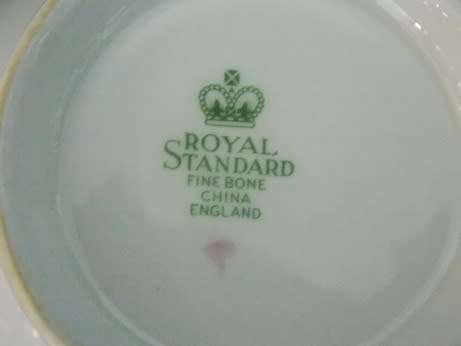 ROYAL
STANDARD
FINE BONE
CHINA
ENGLAND